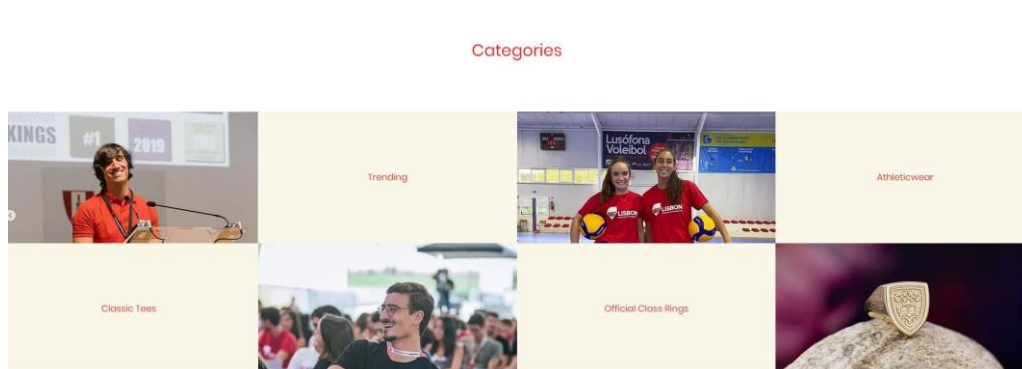 Categories
KINGS
#1
2019
Trending
Lusófona
Voleibol
LISBON
LISBON
Athleticwear
Classic Tees
Official Class Rings